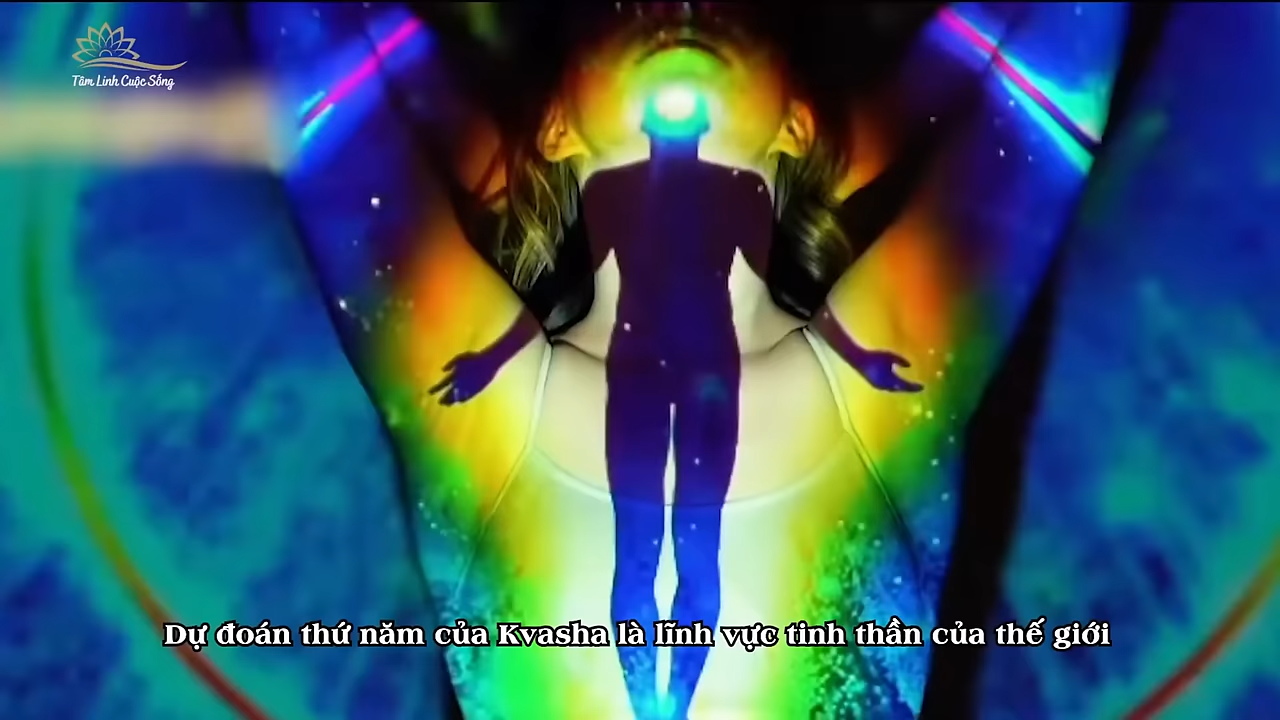 Tâm Linh Cuộc Sống
Dự đoán thứ năm của Kvasha là lĩnh vực tinh thần của thế giới